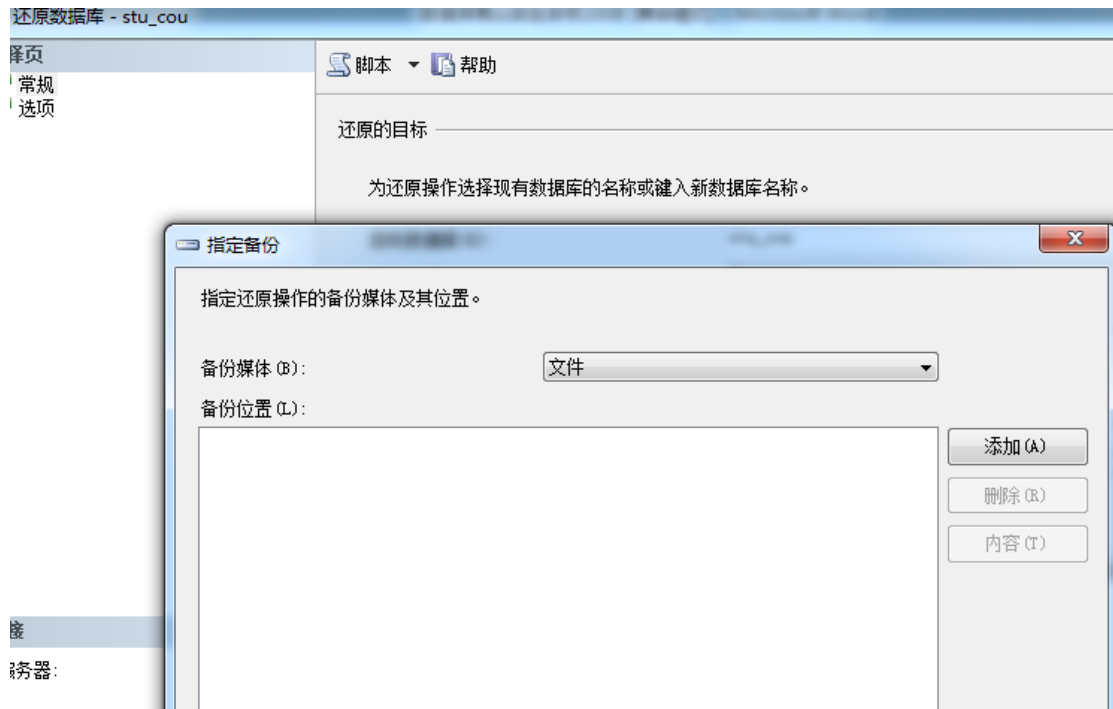 还原数据库 - stu_cou
择页
常规
选项
脚本 帮助
还原的目标
为还原操作选择现有数据库的名称或键入新数据库名称。
指定备份
指定还原操作的备份媒体及其位置。
备份媒体(B):
文件
备份位置(L):
添加(A)
删除(R)
内容(T)
接
服务器: